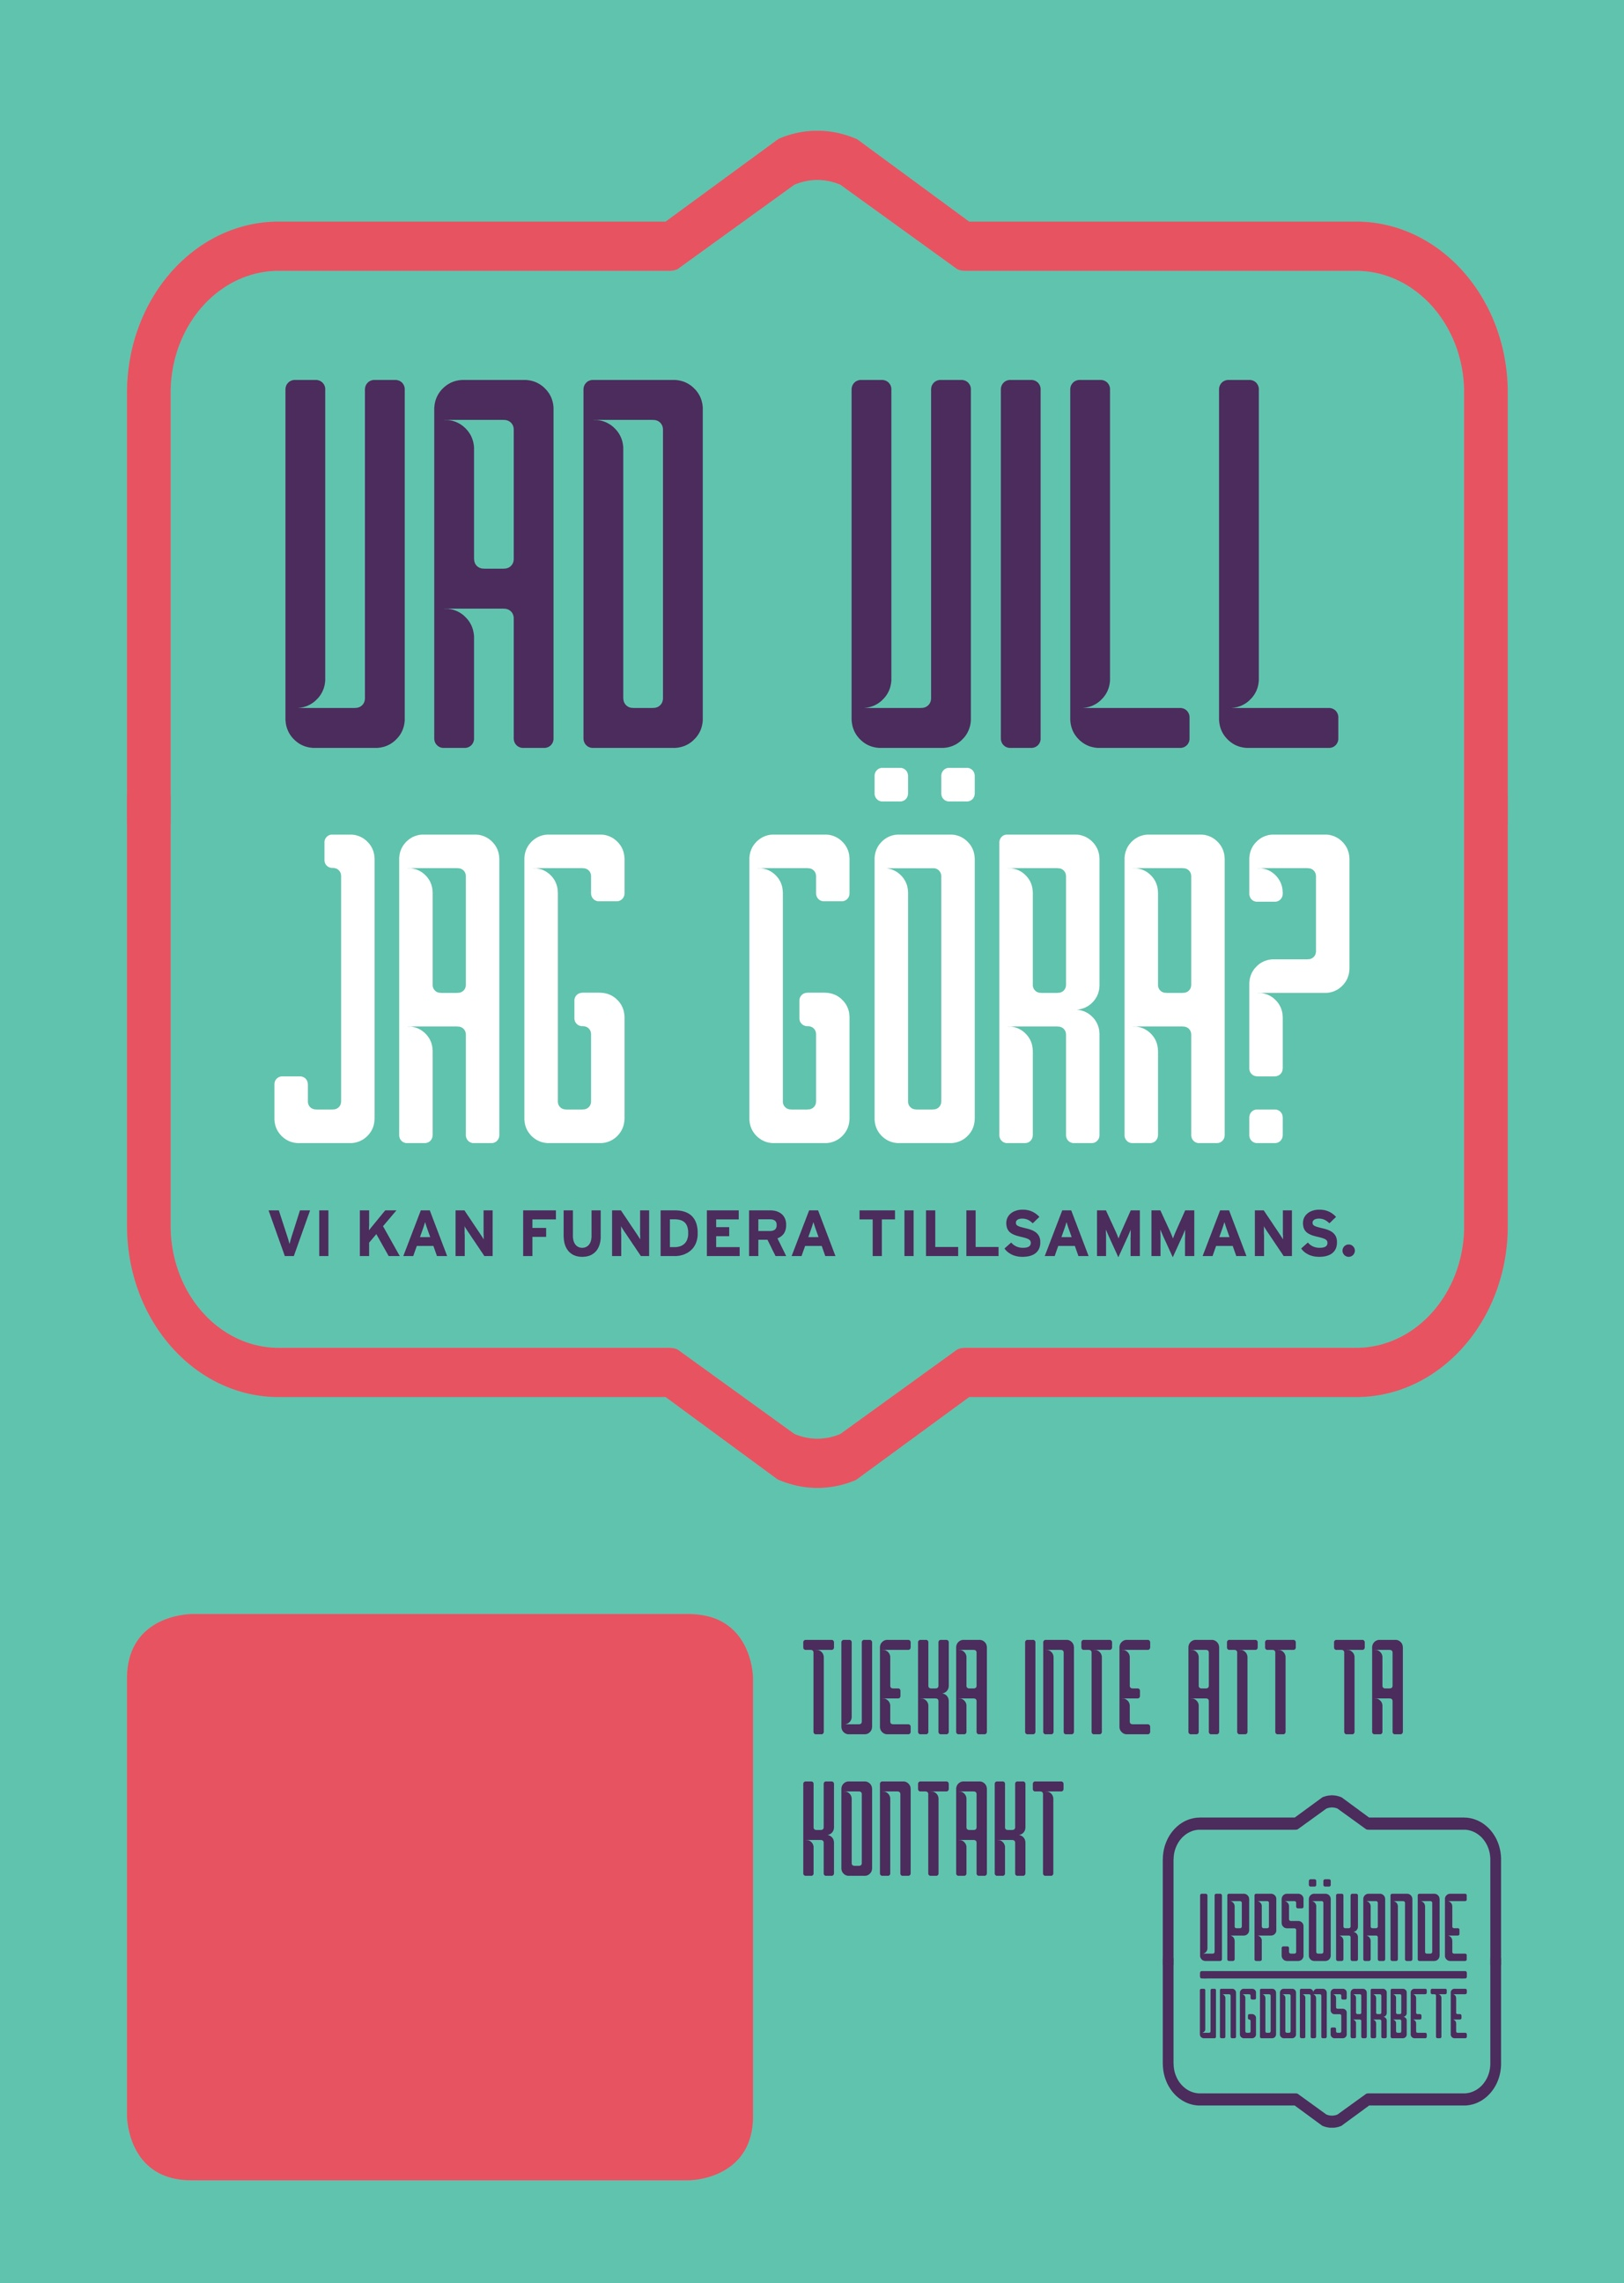 VAD VILL
JAG GÖRA?
VI KAN FUNDERA TILLSAMMANS.
TVEKA INTE ATT TA
KONTAKT
UPPSÖKANDE
UNGDOMSARBETE